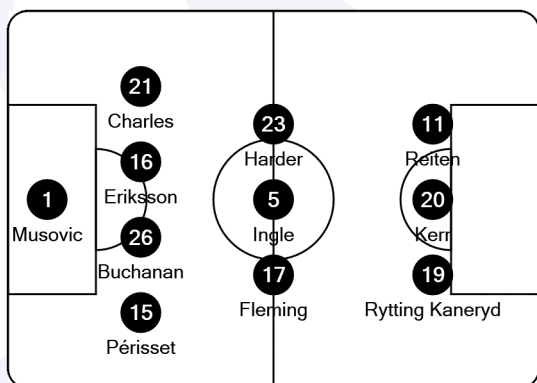 21
Charles
23
Harder
11
Reiten
16
Eriksson
1
Musovic
5
Ingle
20
Kerr
26
Buchanan
17
Fleming
19
Rytting Kaneryd
15
Périsset